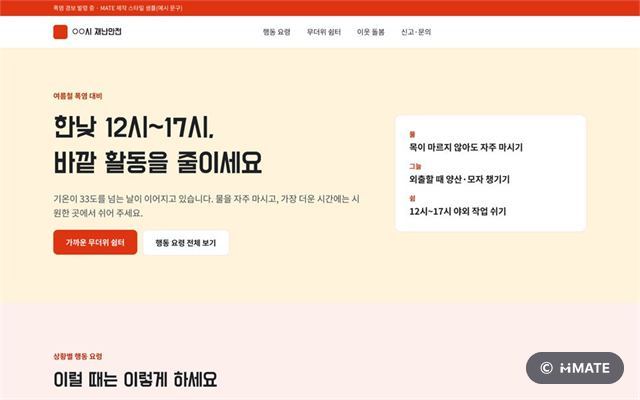 폭염 경보 발령 중 · MATE 제작 스타일 샘플(예시 문구)
○○시 재난안전
행동 요령
무더위 쉼터
이웃 돌봄
신고·문의
여름철 폭염 대비
한낮 12시~17시,
바깥 활동을 줄이세요
기온이 33도를 넘는 날이 이어지고 있습니다. 물을 자주 마시고, 가장 더운 시간에는 시
원한 곳에서 쉬어 주세요.
가까운 무더위 쉼터
행동 요령 전체 보기
물
목이 마르지 않아도 자주 마시기
그늘
외출할 때 양산·모자 챙기기
쉼
12시~17시 야외 작업 쉬기
상황별 행동 요령
이럴 때는 이렇게 하세요
© MATE